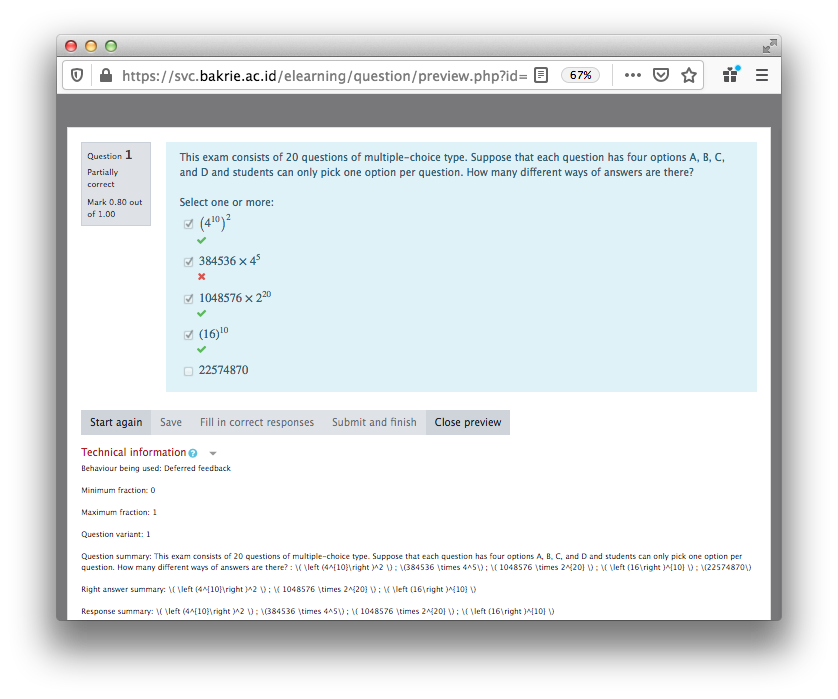 https://svc.bakrie.ac.id/elearning/question/preview.php?id=
67%
Question 1
Partially
correct
Mark 0.80 out
of 1.00
This exam consists of 20 questions of multiple-choice type. Suppose that each question has four options A, B, C,
and D and students can only pick one option per question. How many different ways of answers are there?
Select one or more:
(4¹⁰)²
384536 × 4⁵
1048576 × 2²⁰
(16)¹⁰
22574870
Start again Save Fill in correct responses Submit and finish Close preview
Technical information
Behaviour being used: Deferred feedback
Minimum fraction: 0
Maximum fraction: 1
Question variant: 1
Question summary: This exam consists of 20 questions of multiple-choice type. Suppose that each question has four options A, B, C, and D and students can only pick one option per
question. How many different ways of answers are there? : \( \left (4^{10}\right )^2 \) ; \(384536 \times 4^5\) ; \( 1048576 \times 2^{20} \) ; \( \left (16\right )^{10} \) ; \(22574870\)
Right answer summary: \( \left (4^{10}\right )^2 \) ; \( 1048576 \times 2^{20} \) ; \( \left (16\right )^{10} \)
Response summary: \( \left (4^{10}\right )^2 \) ; \(384536 \times 4^5\) ; \( 1048576 \times 2^{20} \) ; \( \left (16\right )^{10} \)